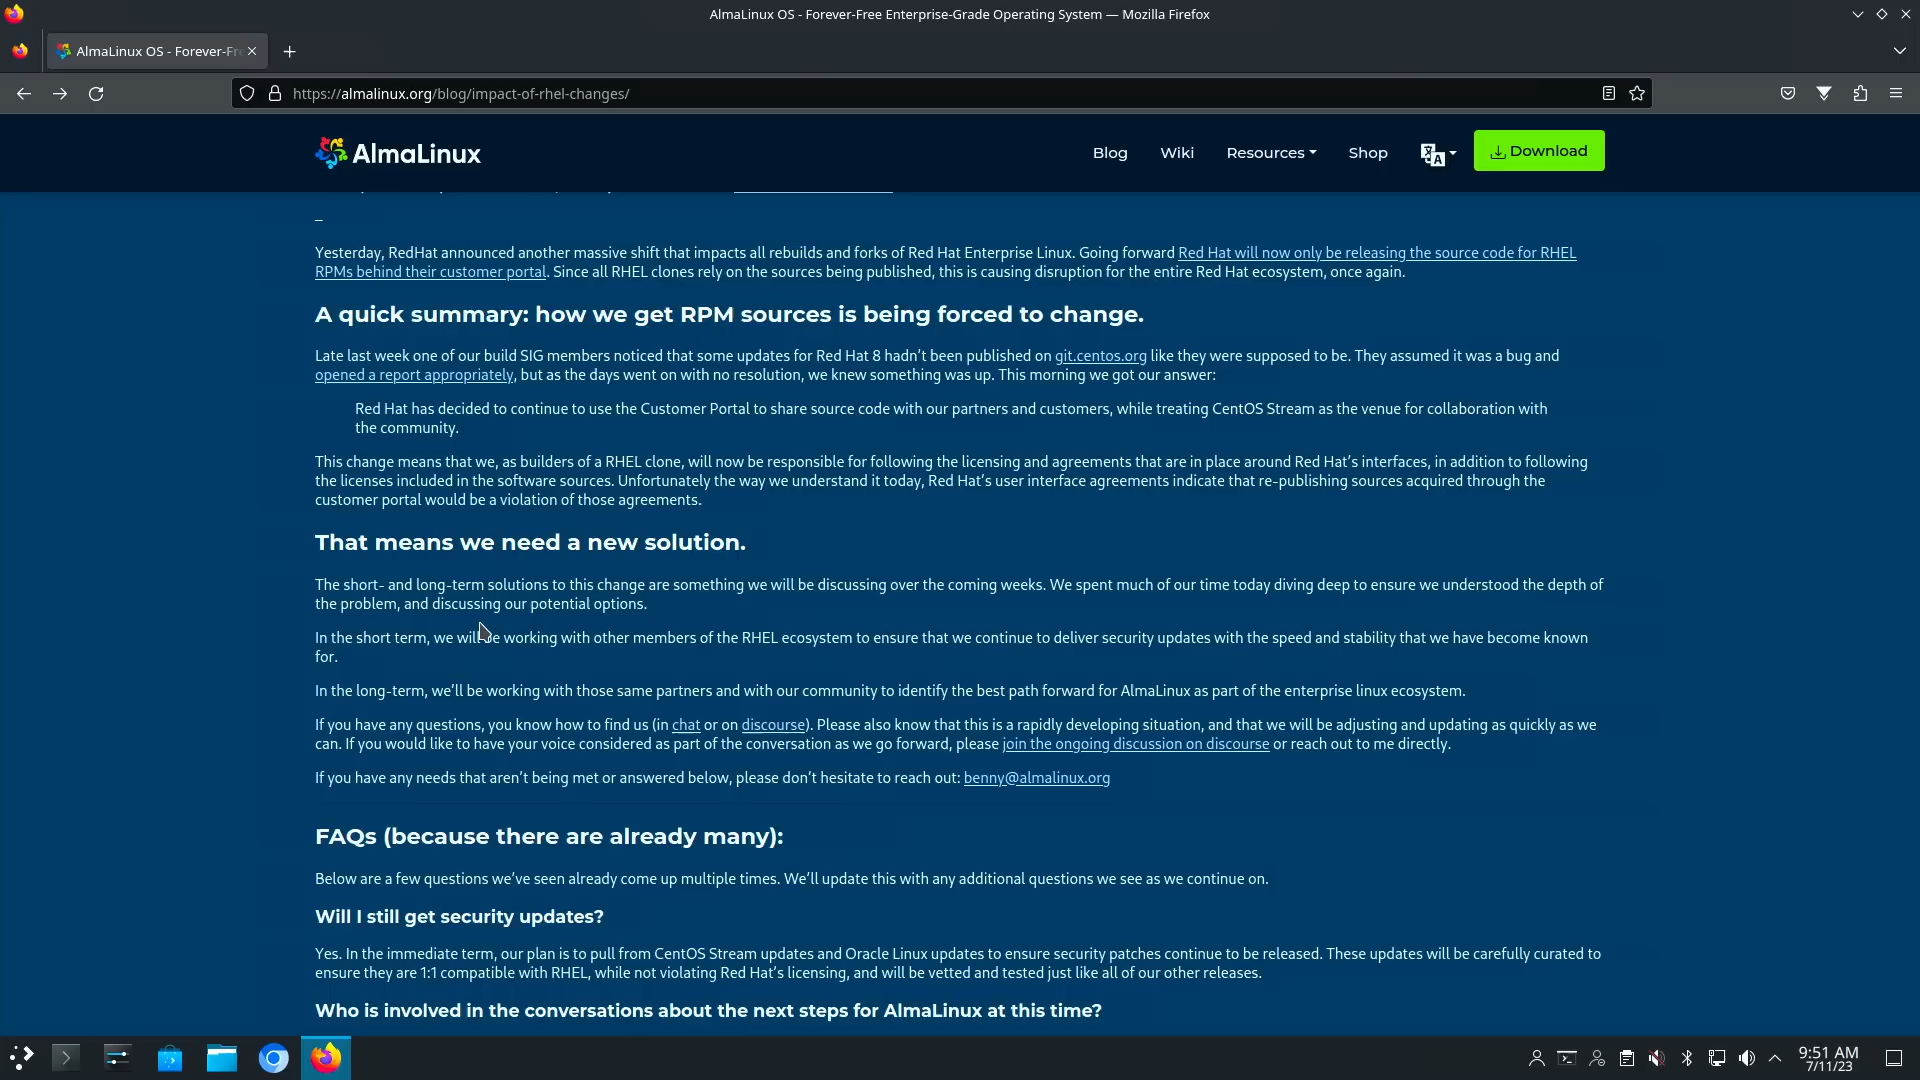 AlmaLinux OS - Forever-Free Enterprise-Grade Operating System — Mozilla Firefox
AlmaLinux OS - Forever-Fr
https://almalinux.org/blog/impact-of-rhel-changes/
AlmaLinux
Blog
Wiki
Resources
Shop
Download
–
Yesterday, RedHat announced another massive shift that impacts all rebuilds and forks of Red Hat Enterprise Linux. Going forward Red Hat will now only be releasing the source code for RHEL
RPMs behind their customer portal. Since all RHEL clones rely on the sources being published, this is causing disruption for the entire Red Hat ecosystem, once again.
A quick summary: how we get RPM sources is being forced to change.
Late last week one of our build SIG members noticed that some updates for Red Hat 8 hadn’t been published on git.centos.org like they were supposed to be. They assumed it was a bug and
opened a report appropriately, but as the days went on with no resolution, we knew something was up. This morning we got our answer:
Red Hat has decided to continue to use the Customer Portal to share source code with our partners and customers, while treating CentOS Stream as the venue for collaboration with
the community.
This change means that we, as builders of a RHEL clone, will now be responsible for following the licensing and agreements that are in place around Red Hat’s interfaces, in addition to following
the licenses included in the software sources. Unfortunately the way we understand it today, Red Hat’s user interface agreements indicate that re-publishing sources acquired through the
customer portal would be a violation of those agreements.
That means we need a new solution.
The short- and long-term solutions to this change are something we will be discussing over the coming weeks. We spent much of our time today diving deep to ensure we understood the depth of
the problem, and discussing our potential options.
In the short term, we will be working with other members of the RHEL ecosystem to ensure that we continue to deliver security updates with the speed and stability that we have become known
for.
In the long-term, we’ll be working with those same partners and with our community to identify the best path forward for AlmaLinux as part of the enterprise linux ecosystem.
If you have any questions, you know how to find us (in chat or on discourse). Please also know that this is a rapidly developing situation, and that we will be adjusting and updating as quickly as we
can. If you would like to have your voice considered as part of the conversation as we go forward, please join the ongoing discussion on discourse or reach out to me directly.
If you have any needs that aren’t being met or answered below, please don’t hesitate to reach out: benny@almalinux.org
FAQs (because there are already many):
Below are a few questions we’ve seen already come up multiple times. We’ll update this with any additional questions we see as we continue on.
Will I still get security updates?
Yes. In the immediate term, our plan is to pull from CentOS Stream updates and Oracle Linux updates to ensure security patches continue to be released. These updates will be carefully curated to
ensure they are 1:1 compatible with RHEL, while not violating Red Hat’s licensing, and will be vetted and tested just like all of our other releases.
Who is involved in the conversations about the next steps for AlmaLinux at this time?
9:51 AM
7/11/23